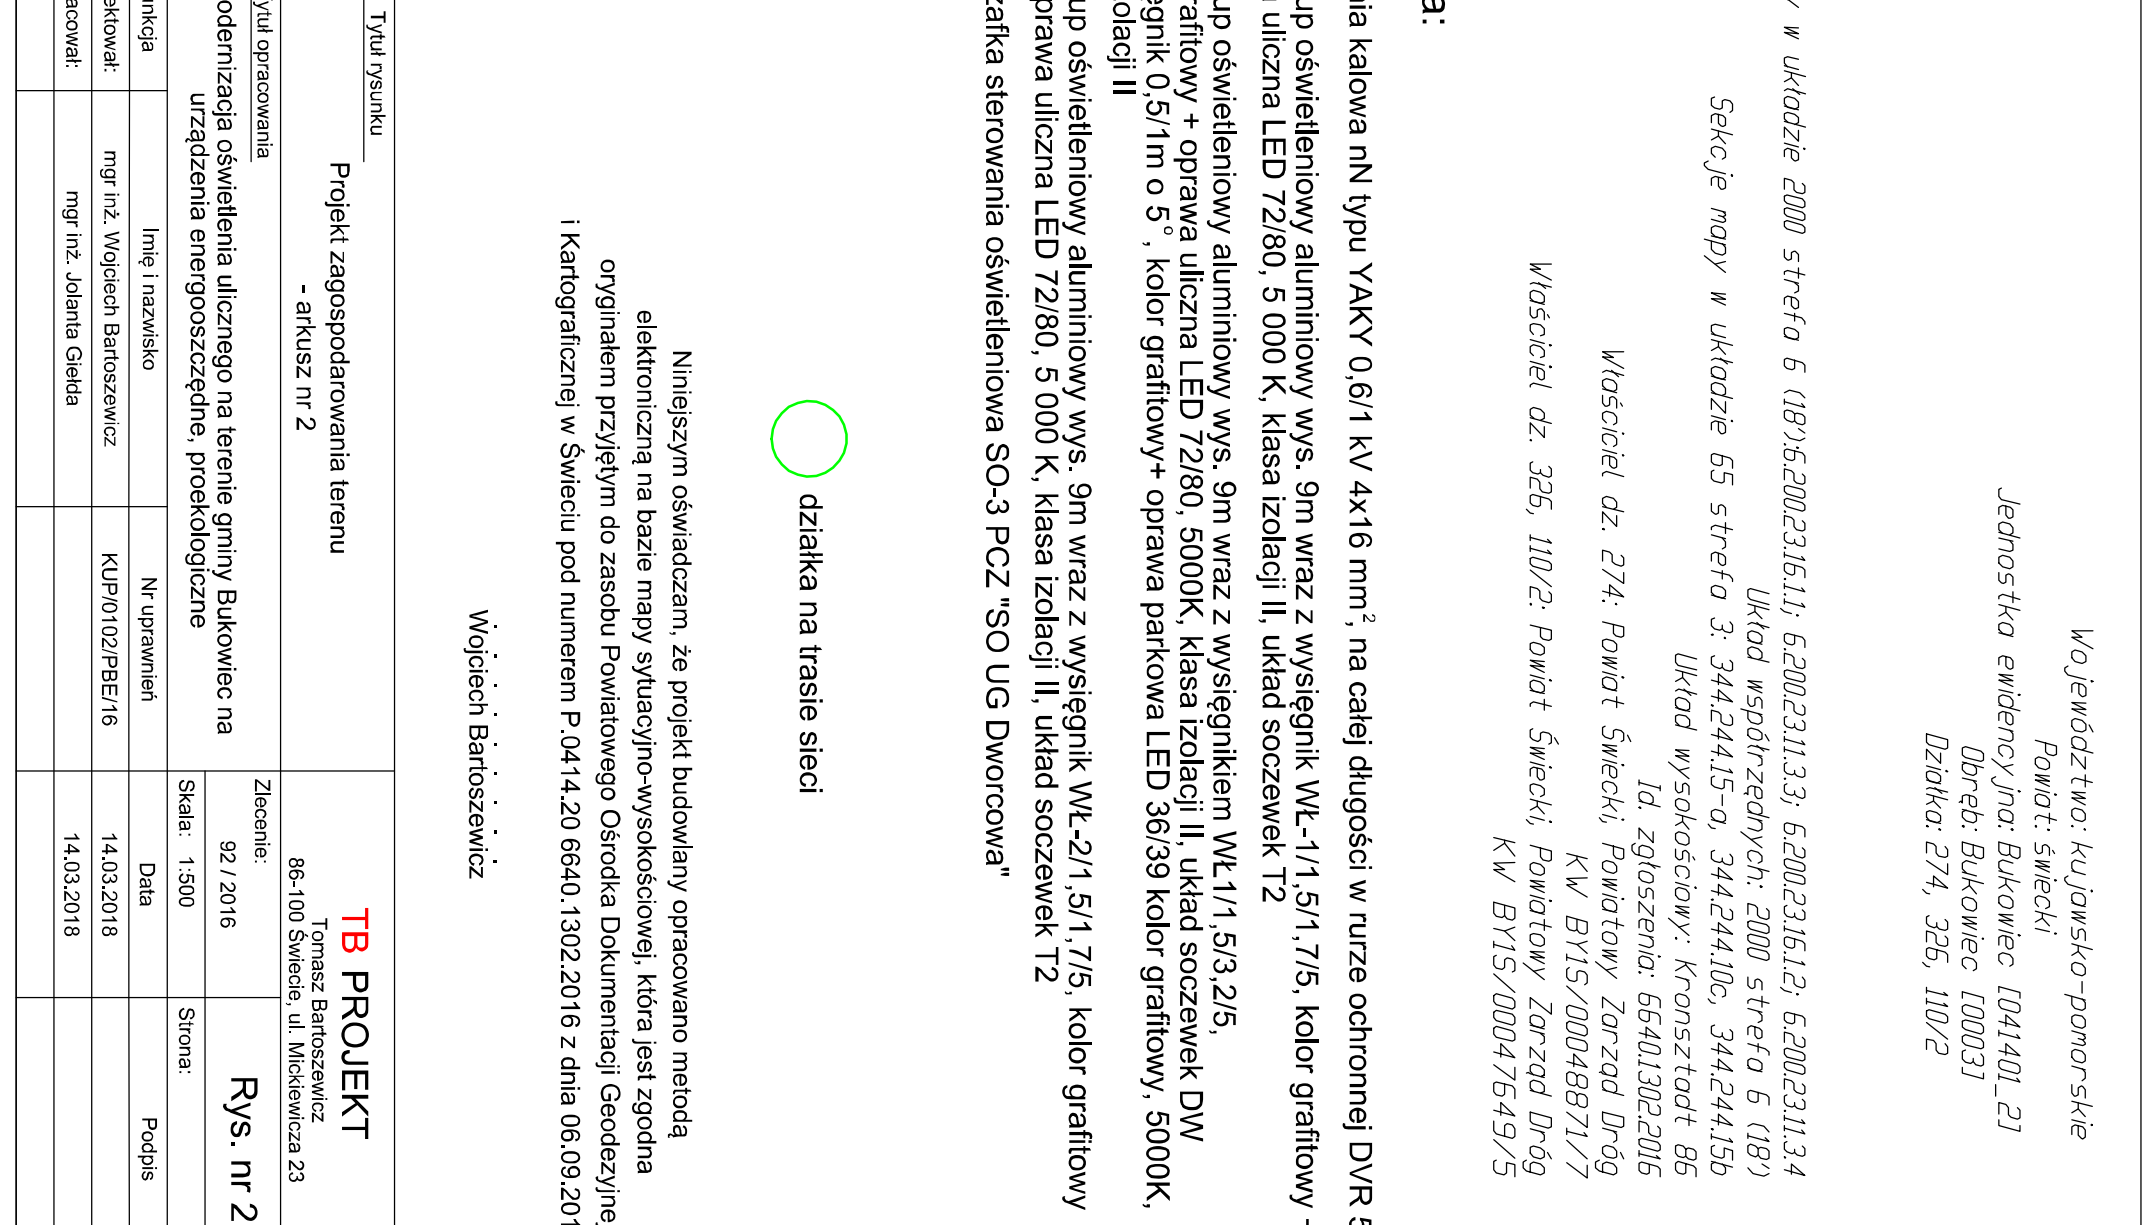 Województwo: kujawsko-pomorskie
Powiat: świecki
Jednostka ewidencyjna: Bukowiec [041401_2]
Obręb: Bukowiec [0003]
Działka: 274, 326, 110/2
w układzie 2000 strefa 6 (18°):6.200.23.16.1.1; 6.200.23.11.3.3; 6.200.23.16.1.2; 6.200.23.11.3.4
Układ współrzędnych: 2000 strefa 6 (18°)
Sekcje mapy w układzie 65 strefa 3: 344.244.15-a, 344.244.10c, 344.244.15b
Układ wysokościowy: Kronsztadt 86
Id. zgłoszenia: 6640.1302.2016
Właściciel dz. 274: Powiat Świecki, Powiatowy Zarząd Dróg
KW BY1S/00048871/7
Właściciel dz. 326, 110/2: Powiat Świecki, Powiatowy Zarząd Dróg
KW BY1S/00047649/5
a:
nia kalowa nN typu YAKY 0,6/1 kV 4x16 mm², na całej długości w rurze ochronnej DVR 5
up oświetleniowy aluminiowy wys. 9m wraz z wysięgnik WŁ-1/1,5/1,7/5, kolor grafitowy
uliczna LED 72/80, 5 000 K, klasa izolacji II, układ soczewek T2
up oświetleniowy aluminiowy wys. 9m wraz z wysięgnikiem WŁ1/1,5/3,2/5,
rafitowy + oprawa uliczna LED 72/80, 5000K, klasa izolacji II, układ soczewek DW
ęgnik 0,5/1m o 5°, kolor grafitowy+ oprawa parkowa LED 36/39 kolor grafitowy, 5000K,
zolacji II
up oświetleniowy aluminiowy wys. 9m wraz z wysięgnik WŁ-2/1,5/1,7/5, kolor grafitowy
prawa uliczna LED 72/80, 5 000 K, klasa izolacji II, układ soczewek T2
zafka sterowania oświetleniowa SO-3 PCZ "SO UG Dworcowa"
działka na trasie sieci
Niniejszym oświadczam, że projekt budowlany opracowano metodą
elektroniczną na bazie mapy sytuacyjno-wysokościowej, która jest zgodna
oryginałem przyjętym do zasobu Powiatowego Ośrodka Dokumentacji Geodezyjne
i Kartograficznej w Świeciu pod numerem P.0414.20 6640.1302.2016 z dnia 06.09.201
. . . . . . . . .
Wojciech Bartoszewicz
Tytuł rysunku
Projekt zagospodarowania terenu
- arkusz nr 2
TB PROJEKT
Tomasz Bartoszewicz
86-100 Świecie, ul. Mickiewicza 23
ytuł opracowania
odernizacja oświetlenia ulicznego na terenie gminy Bukowiec na
urządzenia energooszczędne, proekologiczne
Zlecenie:
92 / 2016
Rys. nr 2
Skala: 1:500
Strona:
nkcja Imię i nazwisko Nr uprawnień Data Podpis
ektował: mgr inż. Wojciech Bartoszewicz KUP/0102/PBE/16 14.03.2018
acował: mgr inż. Jolanta Giełda 14.03.2018